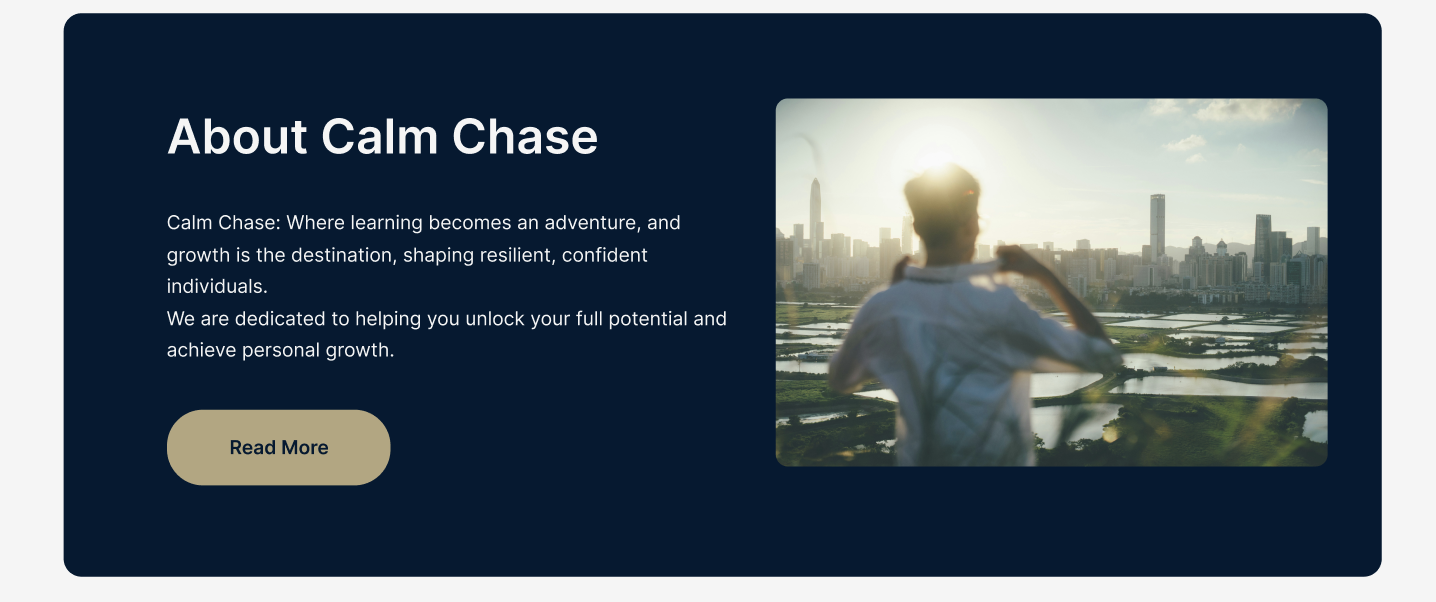 About Calm Chase
Calm Chase: Where learning becomes an adventure, and
growth is the destination, shaping resilient, confident
individuals.
We are dedicated to helping you unlock your full potential and
achieve personal growth.
Read More